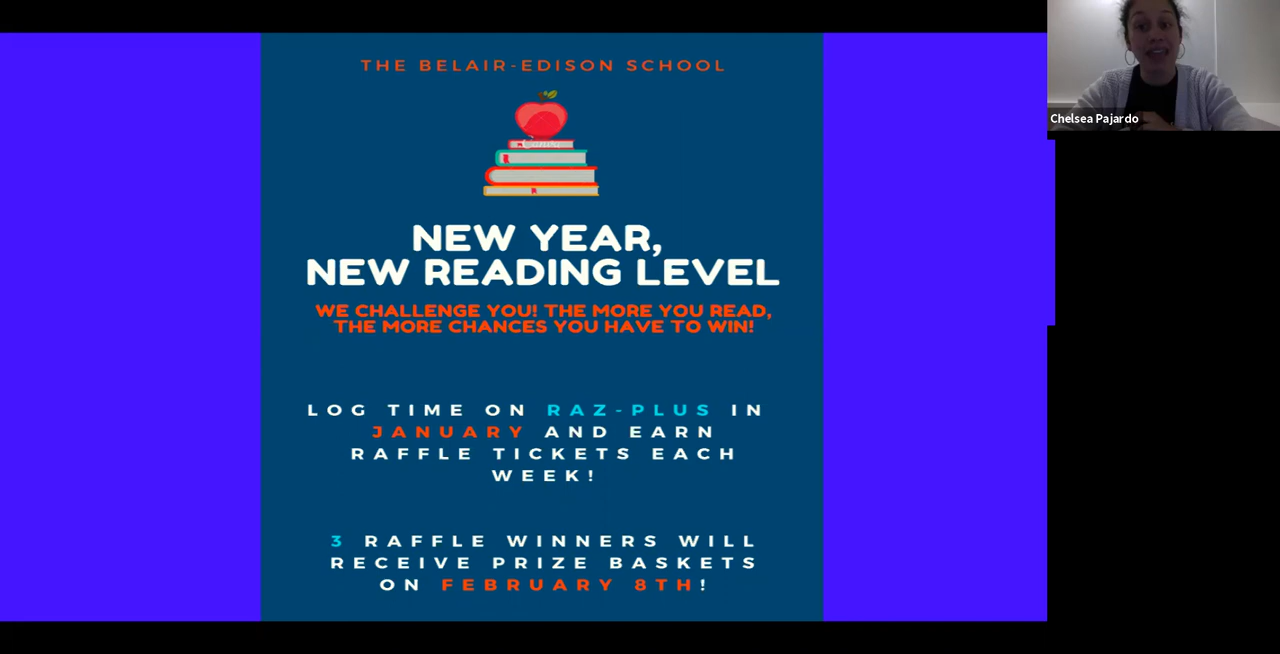 THE BELAIR-EDISON SCHOOL
Canva
NEW YEAR,
NEW READING LEVEL
WE CHALLENGE YOU! THE MORE YOU READ,
THE MORE CHANCES YOU HAVE TO WIN!
LOG TIME ON RAZ-PLUS IN
JANUARY AND EARN
RAFFLE TICKETS EACH
WEEK!
3 RAFFLE WINNERS WILL
RECEIVE PRIZE BASKETS
ON FEBRUARY 8TH!
Chelsea Pajardo